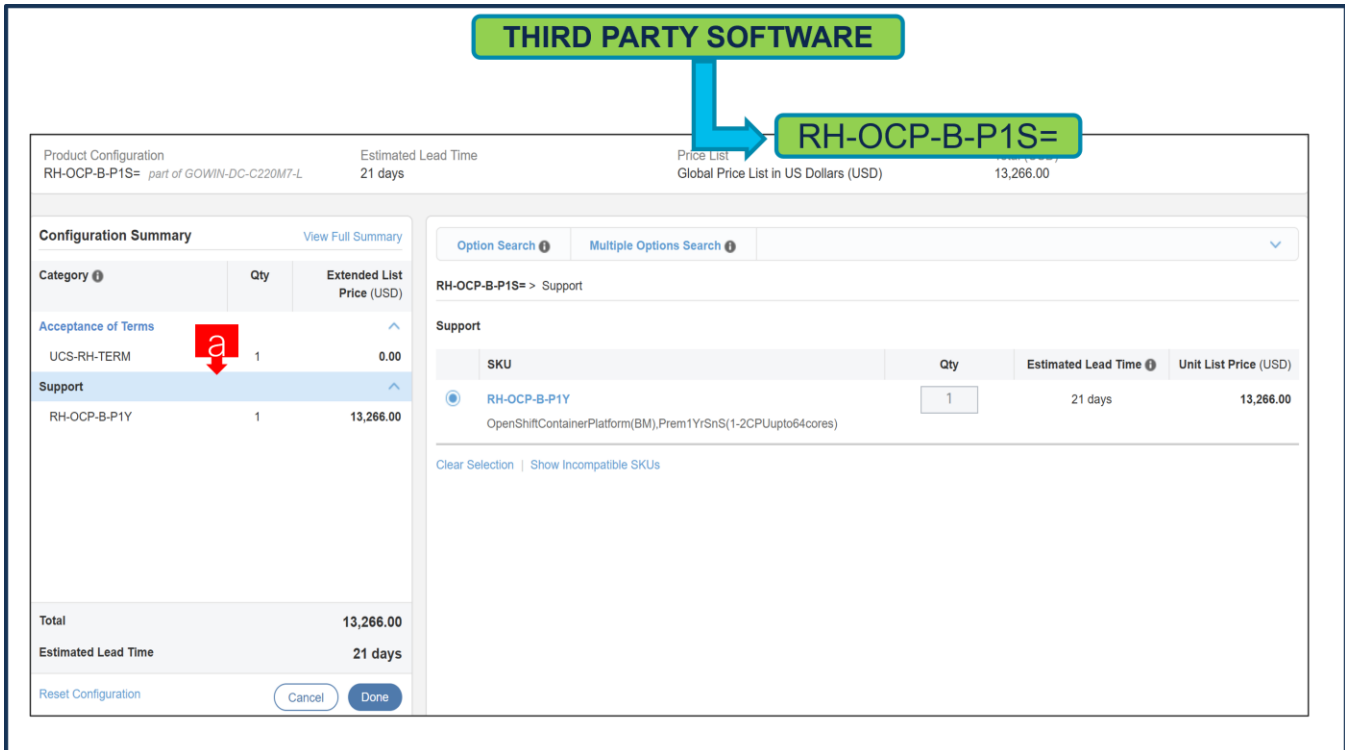 THIRD PARTY SOFTWARE
RH-OCP-B-P1S=
Product Configuration
RH-OCP-B-P1S= part of GOWIN-DC-C220M7-L
Estimated Lead Time
21 days
Price List
Global Price List in US Dollars (USD)
13,266.00
Configuration Summary
View Full Summary
Category
Qty
Extended List
Price (USD)
Acceptance of Terms
UCS-RH-TERM 1 0.00
a
Support
RH-OCP-B-P1Y 1 13,266.00
Total 13,266.00
Estimated Lead Time 21 days
Reset Configuration
Cancel
Done
Option Search
Multiple Options Search
RH-OCP-B-P1S= > Support
Support
SKU Qty Estimated Lead Time Unit List Price (USD)
RH-OCP-B-P1Y 1 21 days 13,266.00
OpenShiftContainerPlatform(BM),Prem1YrSnS(1-2CPUupto64cores)
Clear Selection | Show Incompatible SKUs